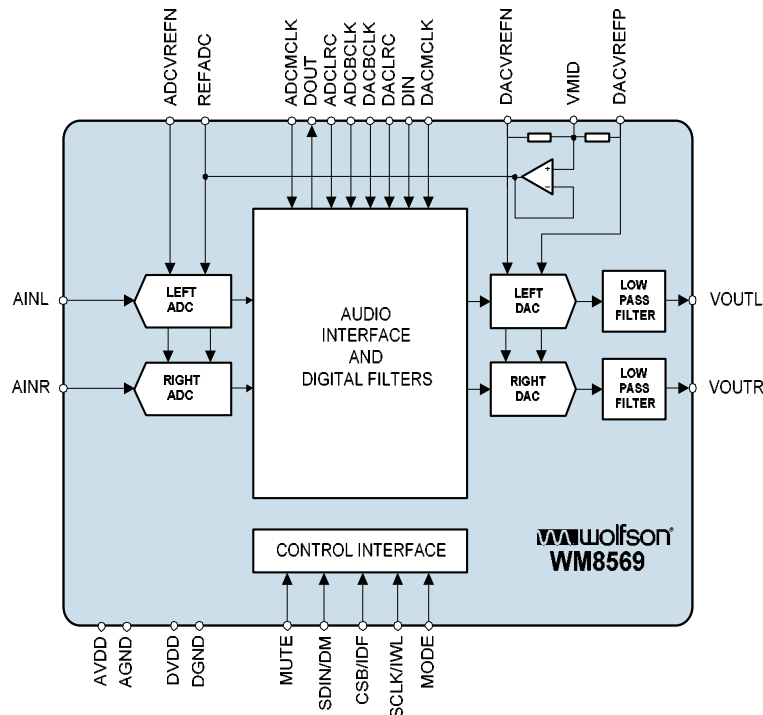 ADCVREFN
REFADC
ADCMCLK
DOUT
ADCLRC
ADCBCLK
DACBCLK
DACLRC
DIN
DACMCLK
DACVREFN
VMID
DACVREFP
+
−
AINL
LEFT
ADC
AUDIO
INTERFACE
AND
DIGITAL FILTERS
LEFT
DAC
LOW
PASS
FILTER
VOUTL
AINR
RIGHT
ADC
RIGHT
DAC
LOW
PASS
FILTER
VOUTR
CONTROL INTERFACE
wolfson®
WM8569
AVDD
AGND
DVDD
DGND
MUTE
SDIN/DM
CSB/IDF
SCLK/IWL
MODE